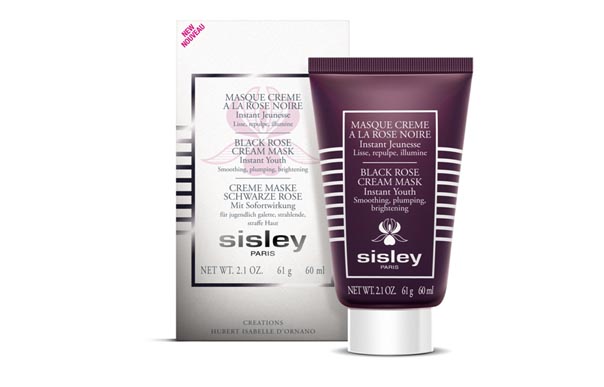 NEW
NOUVEAU
MASQUE CREME
A LA ROSE NOIRE
Instant Jeunesse
Lisse, repulpe, illumine
BLACK ROSE
CREAM MASK
Instant Youth
Smoothing, plumping, brightening
CREME MASKE
SCHWARZE ROSE
Mit Sofortwirkung
für jugendlich glatte, strahlende,
straffe Haut
sisley
PARIS
NET WT. 2.1 OZ. 61 g 60 ml
CREATIONS
HUBERT ISABELLE D'ORNANO
MASQUE CREME
A LA ROSE NOIRE
Instant Jeunesse
Lisse, repulpe, illumine
BLACK ROSE
CREAM MASK
Instant Youth
Smoothing, plumping,
brightening
sisley
PARIS
NET WT. 2.1 OZ. 61 g 60 ml